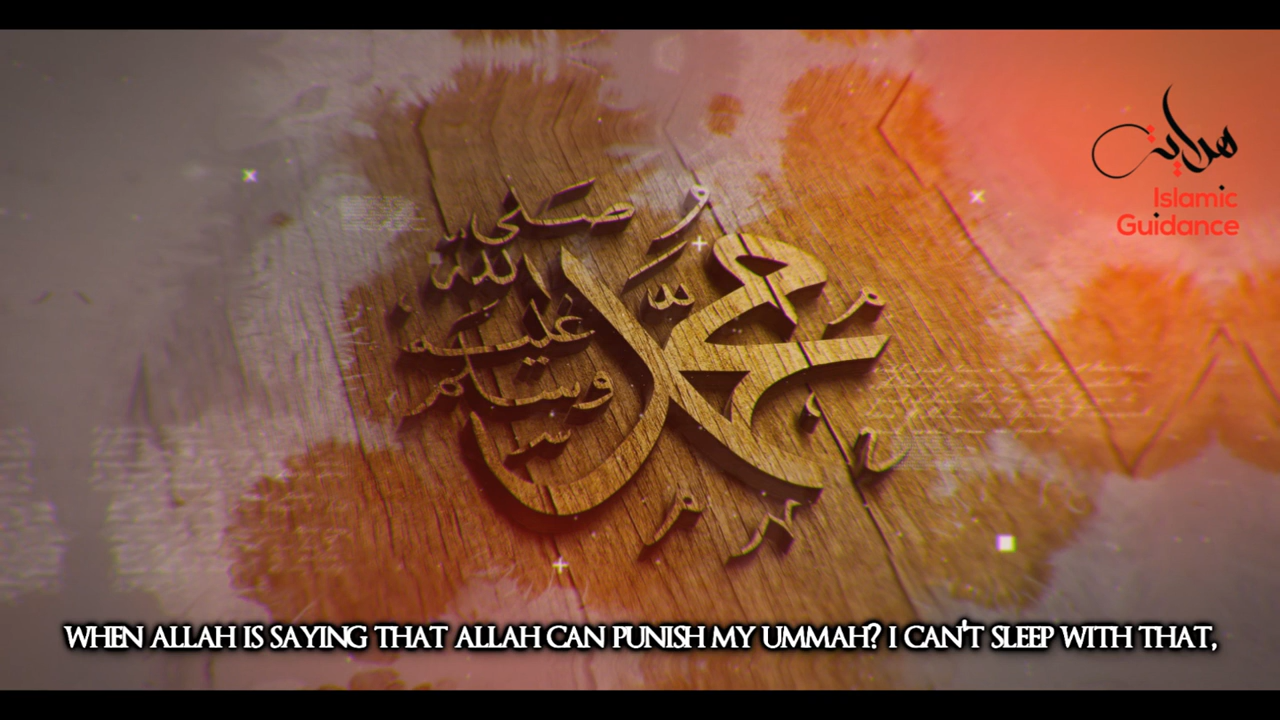 هداية
Islamic
Guidance
محمد
صلى
الله
عليه
وسلم
WHEN ALLAH IS SAYING THAT ALLAH CAN PUNISH MY UMMAH? I CAN'T SLEEP WITH THAT,